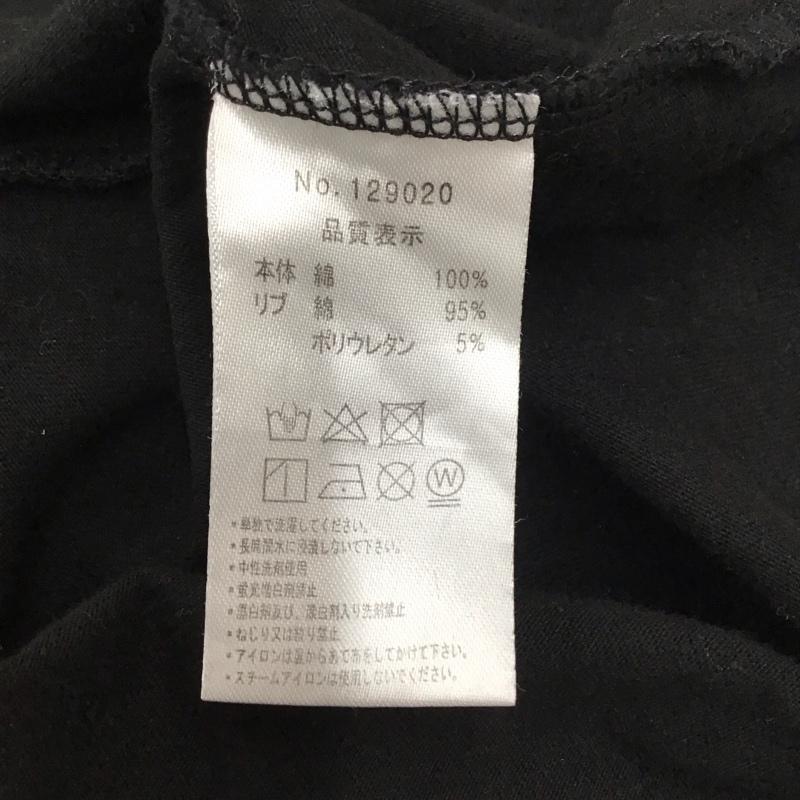 No. 129020
品質表示
本体 綿 100%
リブ 綿 95%
ポリウレタン 5%
W
*単独で洗濯してください。
*長時間水に浸漬しないで下さい。
*中性洗剤使用
*蛍光増白剤禁止
*漂白剤及び、漂白剤入り洗剤禁止
*ねじり又は絞り禁止
*アイロンは裏からあて布をしてかけて下さい。
*スチームアイロンは使用しないでください。